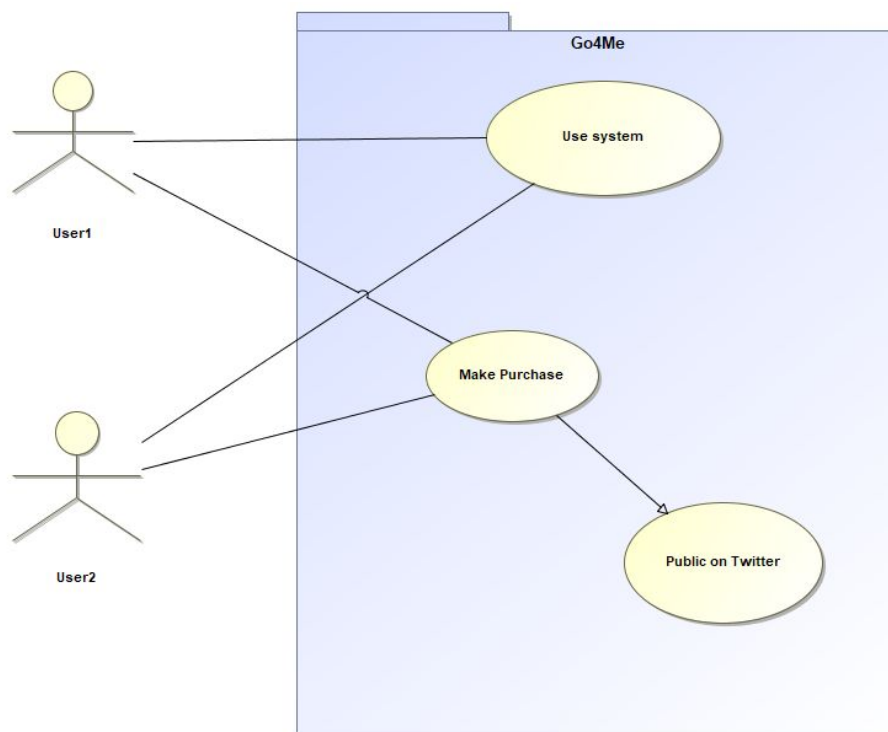 Go4Me
Use system
User1
Make Purchase
Public on Twitter
User2